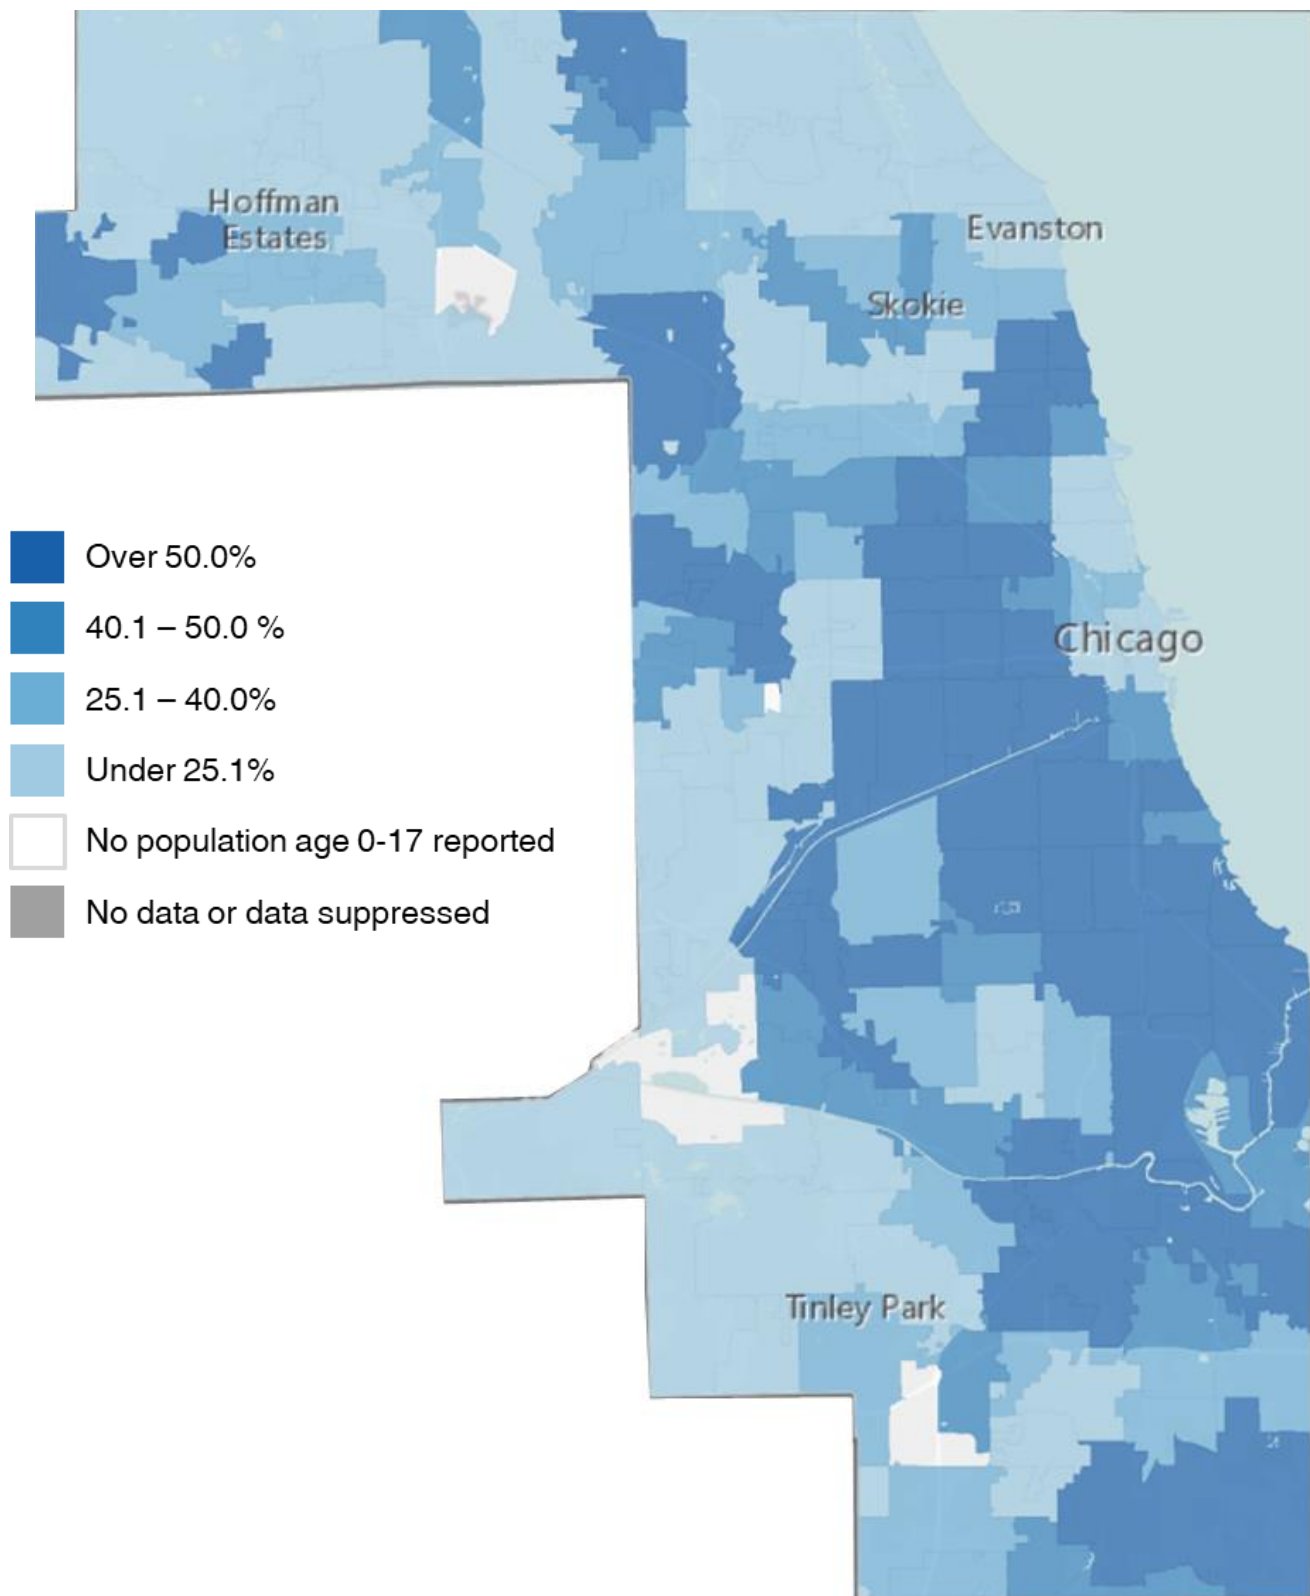 Hoffman
Estates
Evanston
Skokie
Over 50.0%
40.1 – 50.0 %
Chicago
25.1 – 40.0%
Under 25.1%
No population age 0-17 reported
No data or data suppressed
Tinley Park